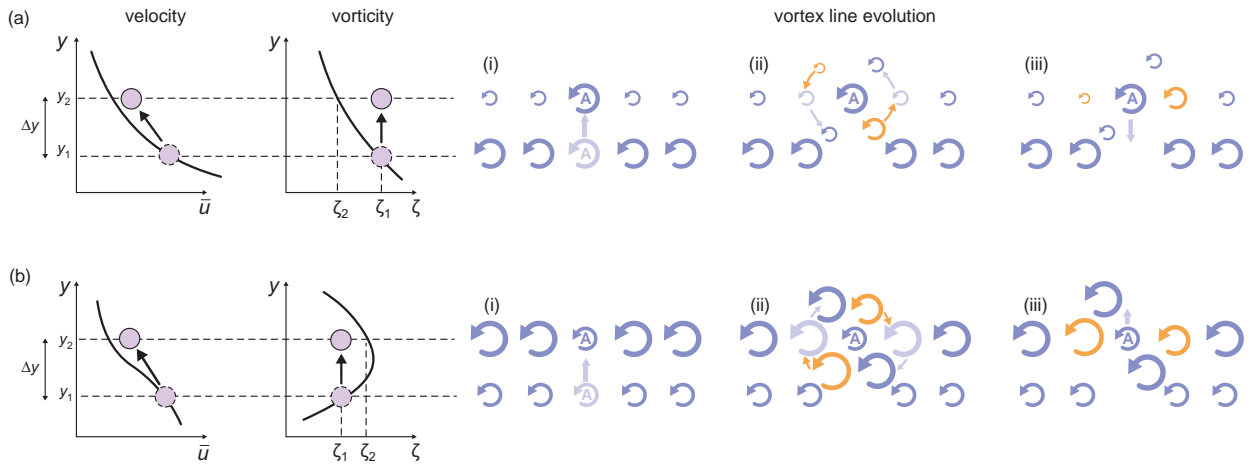 velocity vorticity vortex line evolution
(a)
y y
(i) (ii) (iii)
y₂ A A A
Δy
y₁ A
ū ζ₂ ζ₁ ζ
(b)
y y
(i) (ii) (iii)
y₂ A A A
Δy
y₁ A
ū ζ₁ ζ₂ ζ